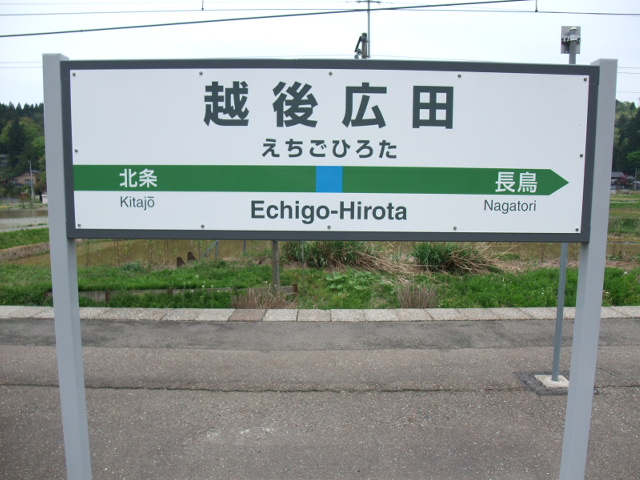 越後広田
えちごひろた
北条 長鳥
Kitajō Nagatori
Echigo-Hirota